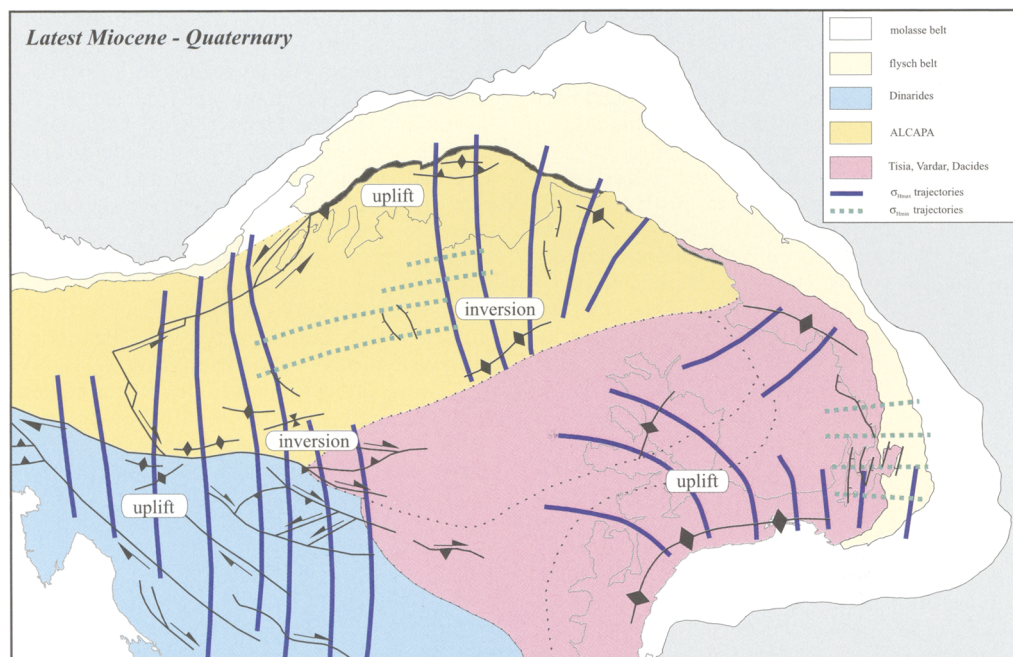 Latest Miocene - Quaternary
molasse belt
flysch belt
Dinarides
ALCAPA
Tisia, Vardar, Dacides
σHmax trajectories
σHmin trajectories
uplift
inversion
inversion
uplift
uplift